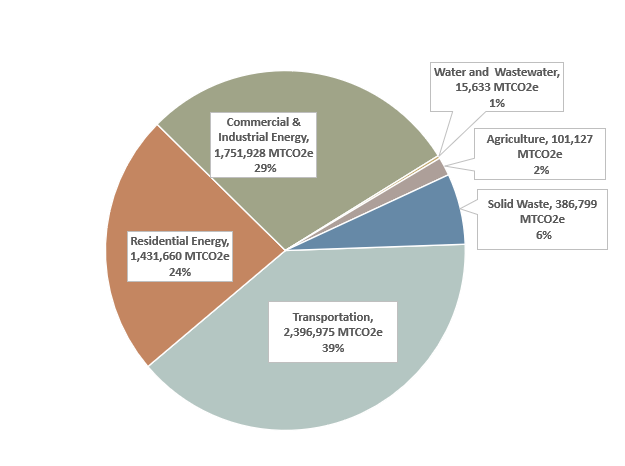 Water and Wastewater,
15,633 MTCO2e
1%
Commercial &
Industrial Energy,
1,751,928 MTCO2e
29%
Agriculture, 101,127
MTCO2e
2%
Solid Waste, 386,799
MTCO2e
6%
Residential Energy,
1,431,660 MTCO2e
24%
Transportation,
2,396,975 MTCO2e
39%